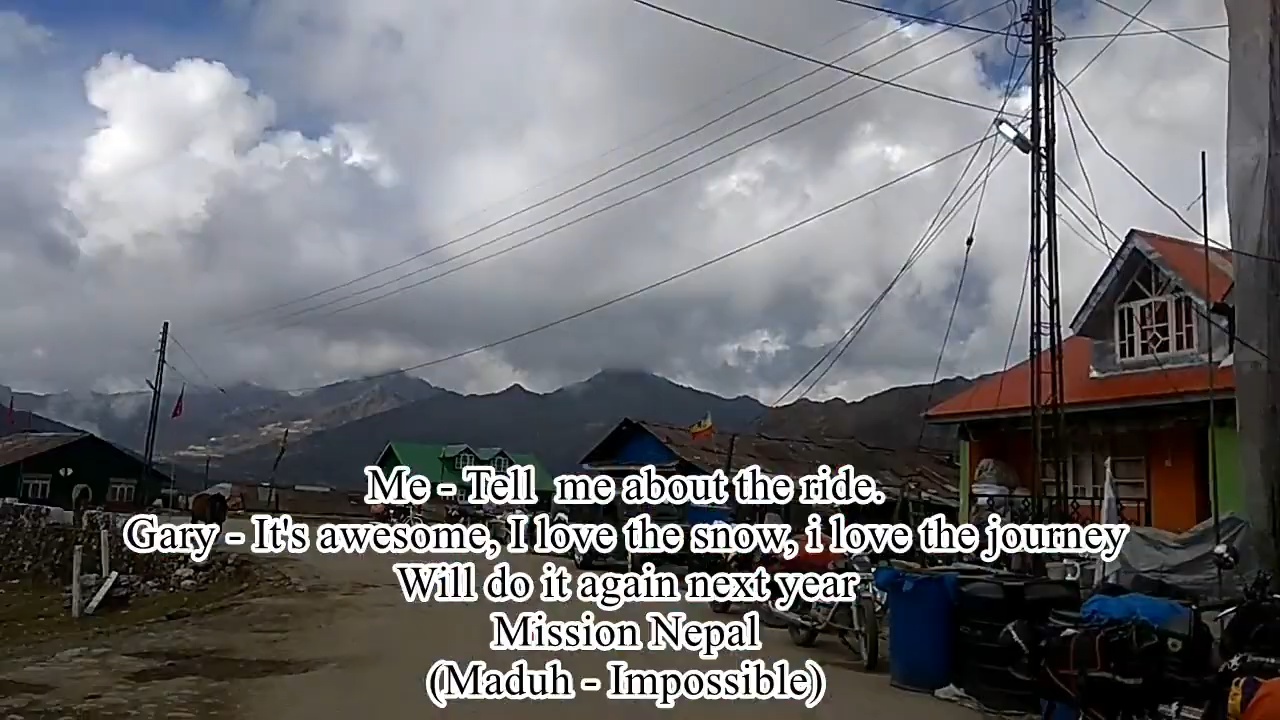 Me - Tell  me about the ride.
Gary - It's awesome, I love the snow, i love the journey
Will do it again next year
Mission Nepal
(Maduh - Impossible)